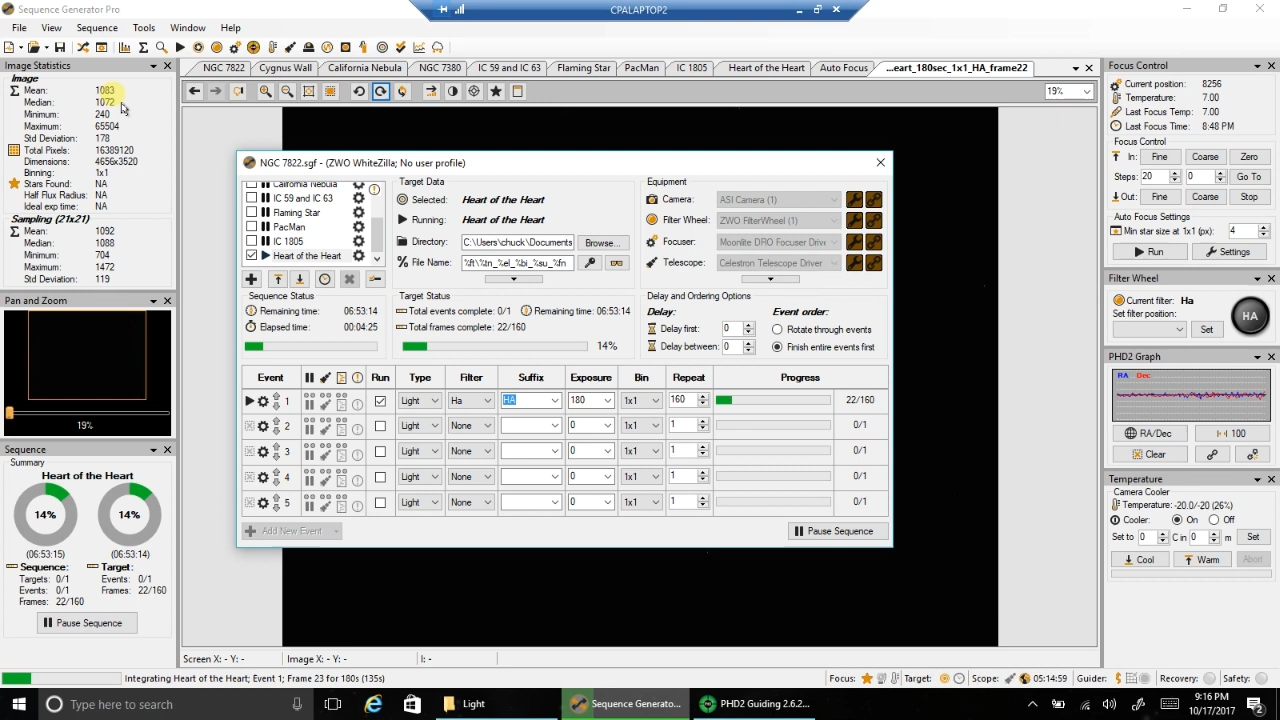 Sequence Generator Pro
CPALAPTOP2
File View Sequence Tools Window Help
Image Statistics
Image
Mean: 1083
Median: 1072
Minimum: 240
Maximum: 65504
Std Deviation: 178
Total Pixels: 16389120
Dimensions: 4656x3520
Binning: 1x1
Stars Found: NA
Half Flux Radius: NA
Ideal exp time: NA
Sampling (21x21)
Mean: 1092
Median: 1088
Minimum: 704
Maximum: 1472
Std Deviation: 119
Pan and Zoom
19%
Sequence
Summary
Heart of the Heart
14% 14%
(06:53:15) (06:53:14)
Sequence: Target:
Targets: 0/1 Events: 0/1
Events: 0/1 Frames: 22/160
Frames: 22/160
Pause Sequence
NGC 7822 Cygnus Wall California Nebula NGC 7380 IC 59 and IC 63 Flaming Star PacMan IC 1805 Heart of the Heart Auto Focus ...eart_180sec_1x1_HA_frame22
19%
NGC 7822.sgf - (ZWO WhiteZilla; No user profile)
California Nebula
IC 59 and IC 63
Flaming Star
PacMan
IC 1805
Heart of the Heart
Target Data
Selected: Heart of the Heart
Running: Heart of the Heart
Directory: C:\Users\chuck\Documents Browse...
File Name: %ft\%tn_%el_%bi_%su_%fn
Equipment
Camera: ASI Camera (1)
Filter Wheel: ZWO FilterWheel (1)
Focuser: Moonlite DRO Focuser Drive
Telescope: Celestron Telescope Driver
Sequence Status
Remaining time: 06:53:14
Elapsed time: 00:04:25
Target Status
Total events complete: 0/1 Remaining time: 06:53:14
Total frames complete: 22/160
14%
Delay and Ordering Options
Delay: Event order:
Delay first: 0 Rotate through events
Delay between: 0 Finish entire events first
Event Run Type Filter Suffix Exposure Bin Repeat Progress
1 Light Ha HA 180 1x1 160 22/160
2 Light None 0 1x1 1 0/1
3 Light None 0 1x1 1 0/1
4 Light None 0 1x1 1 0/1
5 Light None 0 1x1 1 0/1
Add New Event Pause Sequence
Focus Control
Current position: 8256
Temperature: 7.00
Last Focus Temp: 7.00
Last Focus Time: 8:48 PM
Focus Control
In: Fine Coarse Zero
Steps: 20 0 Go To
Out: Fine Coarse Stop
Auto Focus Settings
Min star size at 1x1 (px): 4
Run Settings
Filter Wheel
Current filter: Ha
Set filter position:
Set
HA
PHD2 Graph
RA Dec
RA/Dec 100
Clear
Temperature
Camera Cooler
Temperature: -20.0/-20 (26%)
Cooler: On Off
Set to 0 C in 0 m Set
Cool Warm Abort
Screen X: - Y: - Image X: - Y: - I: -
Integrating Heart of the Heart; Event 1; Frame 23 for 180s (135s)
Focus: Target: Scope: 05:14:59 Guider: Recovery: Safety:
Type here to search
Light
Sequence Generato...
PHD2 Guiding 2.6.2...
9:16 PM
10/17/2017
2